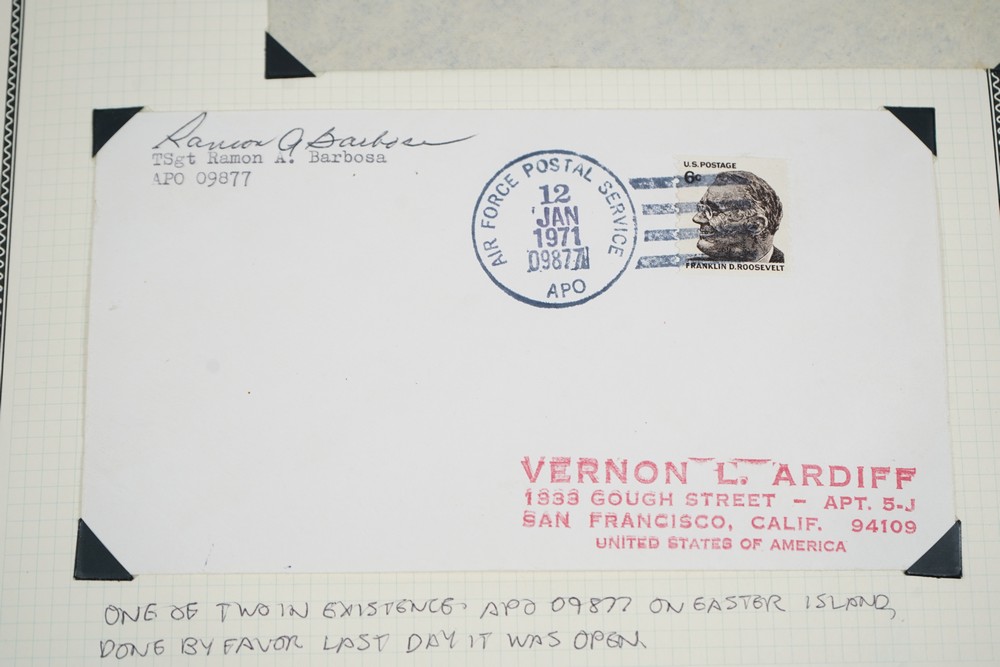 Ramon A Barbosa
TSgt Ramon A. Barbosa
APO 09877
AIR FORCE POSTAL SERVICE
12
JAN
1971
09877
APO
U.S. POSTAGE
6c
FRANKLIN D. ROOSEVELT
VERNON L. ARDIFF
1333 GOUGH STREET — APT. 5-J
SAN FRANCISCO, CALIF. 94109
UNITED STATES OF AMERICA
ONE OF TWO IN EXISTENCE. APO 09877 ON EASTER ISLAND,
DONE BY FAVOR LAST DAY IT WAS OPEN.